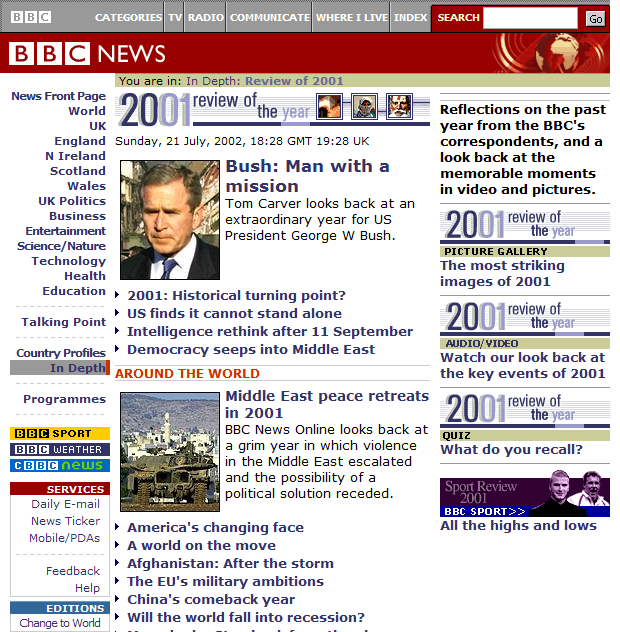 BBC CATEGORIES TV RADIO COMMUNICATE WHERE I LIVE INDEX SEARCH Go
BBC NEWS
You are in: In Depth: Review of 2001
News Front Page
World
UK
England
N Ireland
Scotland
Wales
UK Politics
Business
Entertainment
Science/Nature
Technology
Health
Education
Talking Point
Country Profiles
In Depth
Programmes
BBC SPORT
BBC WEATHER
CBBC news
SERVICES
Daily E-mail
News Ticker
Mobile/PDAs
Feedback
Help
EDITIONS
Change to World
2001 review of
the year
Sunday, 21 July, 2002, 18:28 GMT 19:28 UK
Bush: Man with a
mission
Tom Carver looks back at an
extraordinary year for US
President George W Bush.
2001: Historical turning point?
US finds it cannot stand alone
Intelligence rethink after 11 September
Democracy seeps into Middle East
AROUND THE WORLD
Middle East peace retreats
in 2001
BBC News Online looks back at
a grim year in which violence
in the Middle East escalated
and the possibility of a
political solution receded.
America's changing face
A world on the move
Afghanistan: After the storm
The EU's military ambitions
China's comeback year
Will the world fall into recession?
Reflections on the past
year from the BBC's
correspondents, and a
look back at the
memorable moments
in video and pictures.
2001 review of
the year
PICTURE GALLERY
The most striking
images of 2001
2001 review of
the year
AUDIO/VIDEO
Watch our look back at
the key events of 2001
2001 review of
the year
QUIZ
What do you recall?
Sport Review
2001
BBC SPORT>>
All the highs and lows